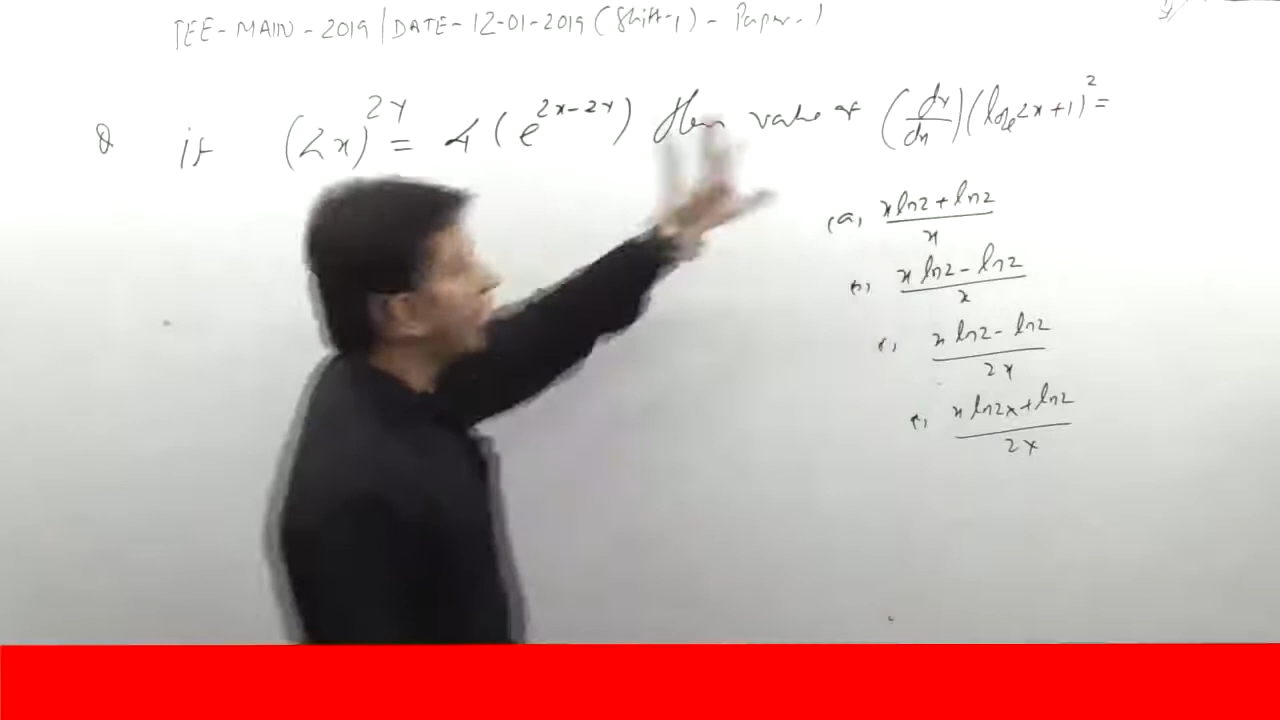 JEE-MAIN-2019 | DATE-12-01-2019 (Shift-1) - Paper-1
Q if (2x)^{2y} = 4(e^{2x-2y}) then value of (dy/dx)(log_e 2x+1)^2 =
(a, (x ln2 + ln2)/x
b, (x ln2 - ln2)/x
c, (x ln2 - ln2)/2x
(x ln2x + ln2)/2x